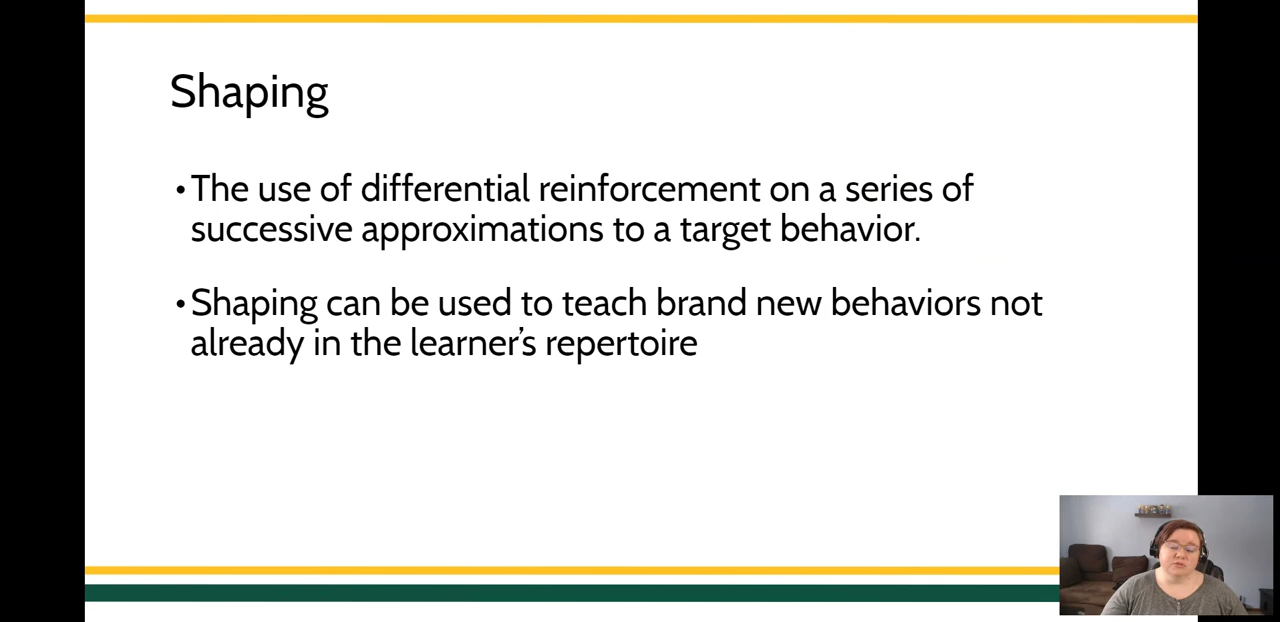 Shaping
• The use of differential reinforcement on a series of
successive approximations to a target behavior.
• Shaping can be used to teach brand new behaviors not
already in the learner’s repertoire